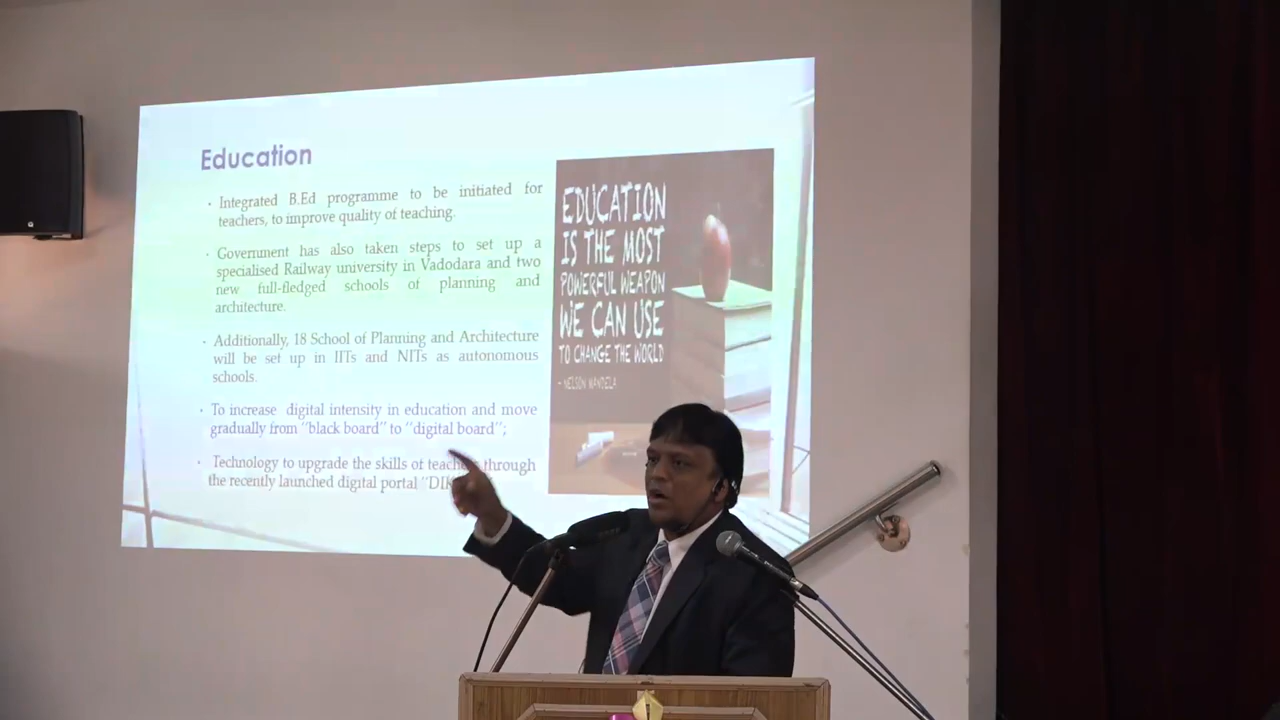 Education
· Integrated B.Ed programme to be initiated for
teachers, to improve quality of teaching.
· Government has also taken steps to set up a
specialised Railway university in Vadodara and two
new full-fledged schools of planning and
architecture.
· Additionally, 18 School of Planning and Architecture
will be set up in IITs and NITs as autonomous
schools.
· To increase digital intensity in education and move
gradually from "black board" to "digital board";
· Technology to upgrade the skills of through
the recently launched digital portal
EDUCATION
IS THE MOST
POWERFUL WEAPON
WE CAN USE
TO CHANGE THE WORLD
- NELSON MANDELA